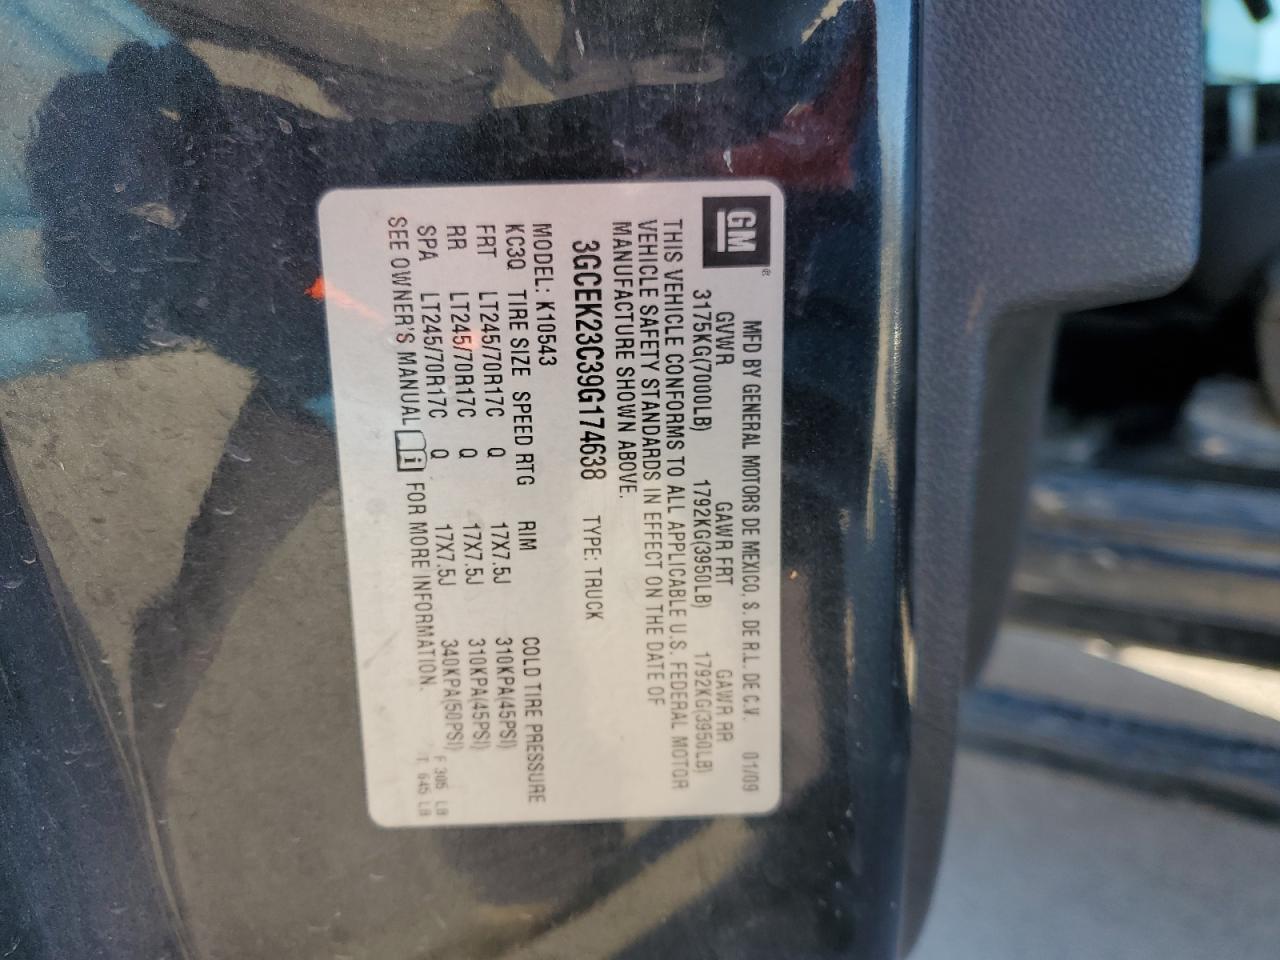 GM®
MFD BY GENERAL MOTORS DE MEXICO, S. DE R.L. DE C.V. 01/09
GVWR GAWR FRT GAWR RR
3175KG(7000LB) 1792KG(3950LB) 1792KG(3950LB)
THIS VEHICLE CONFORMS TO ALL APPLICABLE U.S. FEDERAL MOTOR
VEHICLE SAFETY STANDARDS IN EFFECT ON THE DATE OF
MANUFACTURE SHOWN ABOVE.
3GCEK23C39G174638 TYPE: TRUCK
MODEL: K10543
KC3Q TIRE SIZE SPEED RTG RIM COLD TIRE PRESSURE
FRT LT245/70R17C Q 17X7.5J 310KPA(45PSI)
RR LT245/70R17C Q 17X7.5J 310KPA(45PSI)
SPA LT245/70R17C Q 17X7.5J 340KPA(50PSI)
SEE OWNER'S MANUAL i FOR MORE INFORMATION.
F 305 LB
T 645 LB